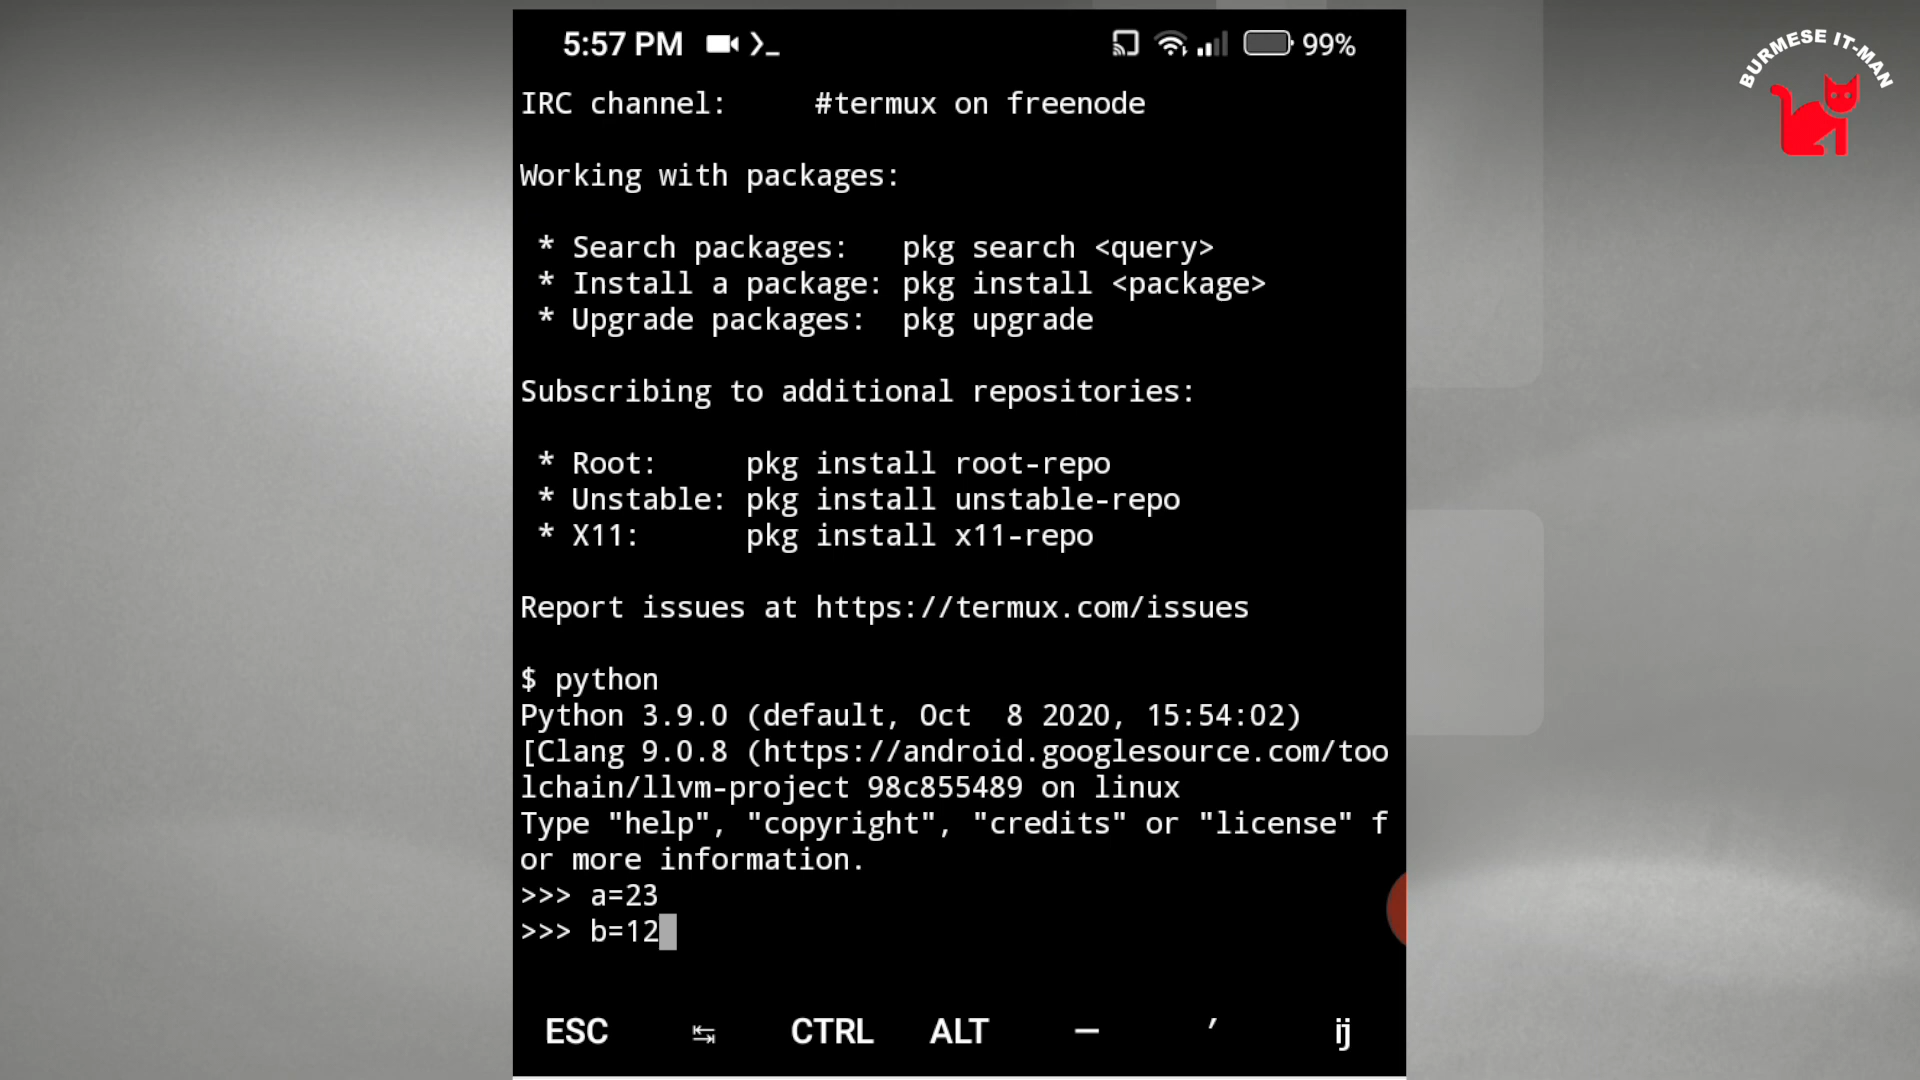 BURMESE IT-MAN
5:57 PM 99%
IRC channel: #termux on freenode
Working with packages:
* Search packages: pkg search <query>
* Install a package: pkg install <package>
* Upgrade packages: pkg upgrade
Subscribing to additional repositories:
* Root: pkg install root-repo
* Unstable: pkg install unstable-repo
* X11: pkg install x11-repo
Report issues at https://termux.com/issues
$ python
Python 3.9.0 (default, Oct  8 2020, 15:54:02)
[Clang 9.0.8 (https://android.googlesource.com/too
lchain/llvm-project 98c855489 on linux
Type "help", "copyright", "credits" or "license" f
or more information.
>>> a=23
>>> b=12
ESC ↹ CTRL ALT — ′ ij